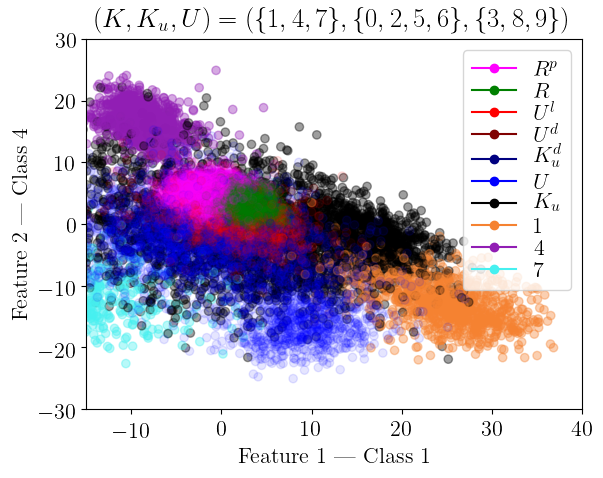 (K, K_u, U) = ({1, 4, 7}, {0, 2, 5, 6}, {3, 8, 9})
30
20
10
0
−10
−20
−30
Feature 2 — Class 4
R^p
R
U^l
U^d
K_u^d
U
K_u
1
4
7
−10
0
10
20
30
40
Feature 1 — Class 1